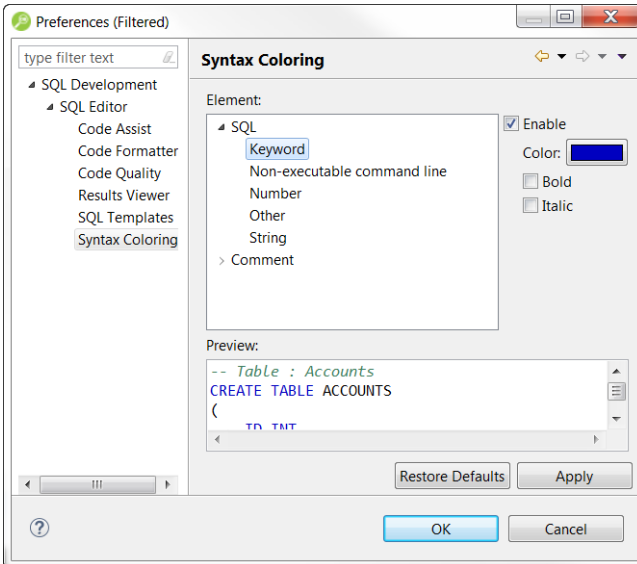 Preferences (Filtered)
type filter text
SQL Development
SQL Editor
Code Assist
Code Formatter
Code Quality
Results Viewer
SQL Templates
Syntax Coloring
Syntax Coloring
Element:
SQL
Keyword
Non-executable command line
Number
Other
String
Comment
Enable
Color:
Bold
Italic
Preview:
-- Table : Accounts
CREATE TABLE ACCOUNTS
(
ID INT
Restore Defaults
Apply
OK
Cancel